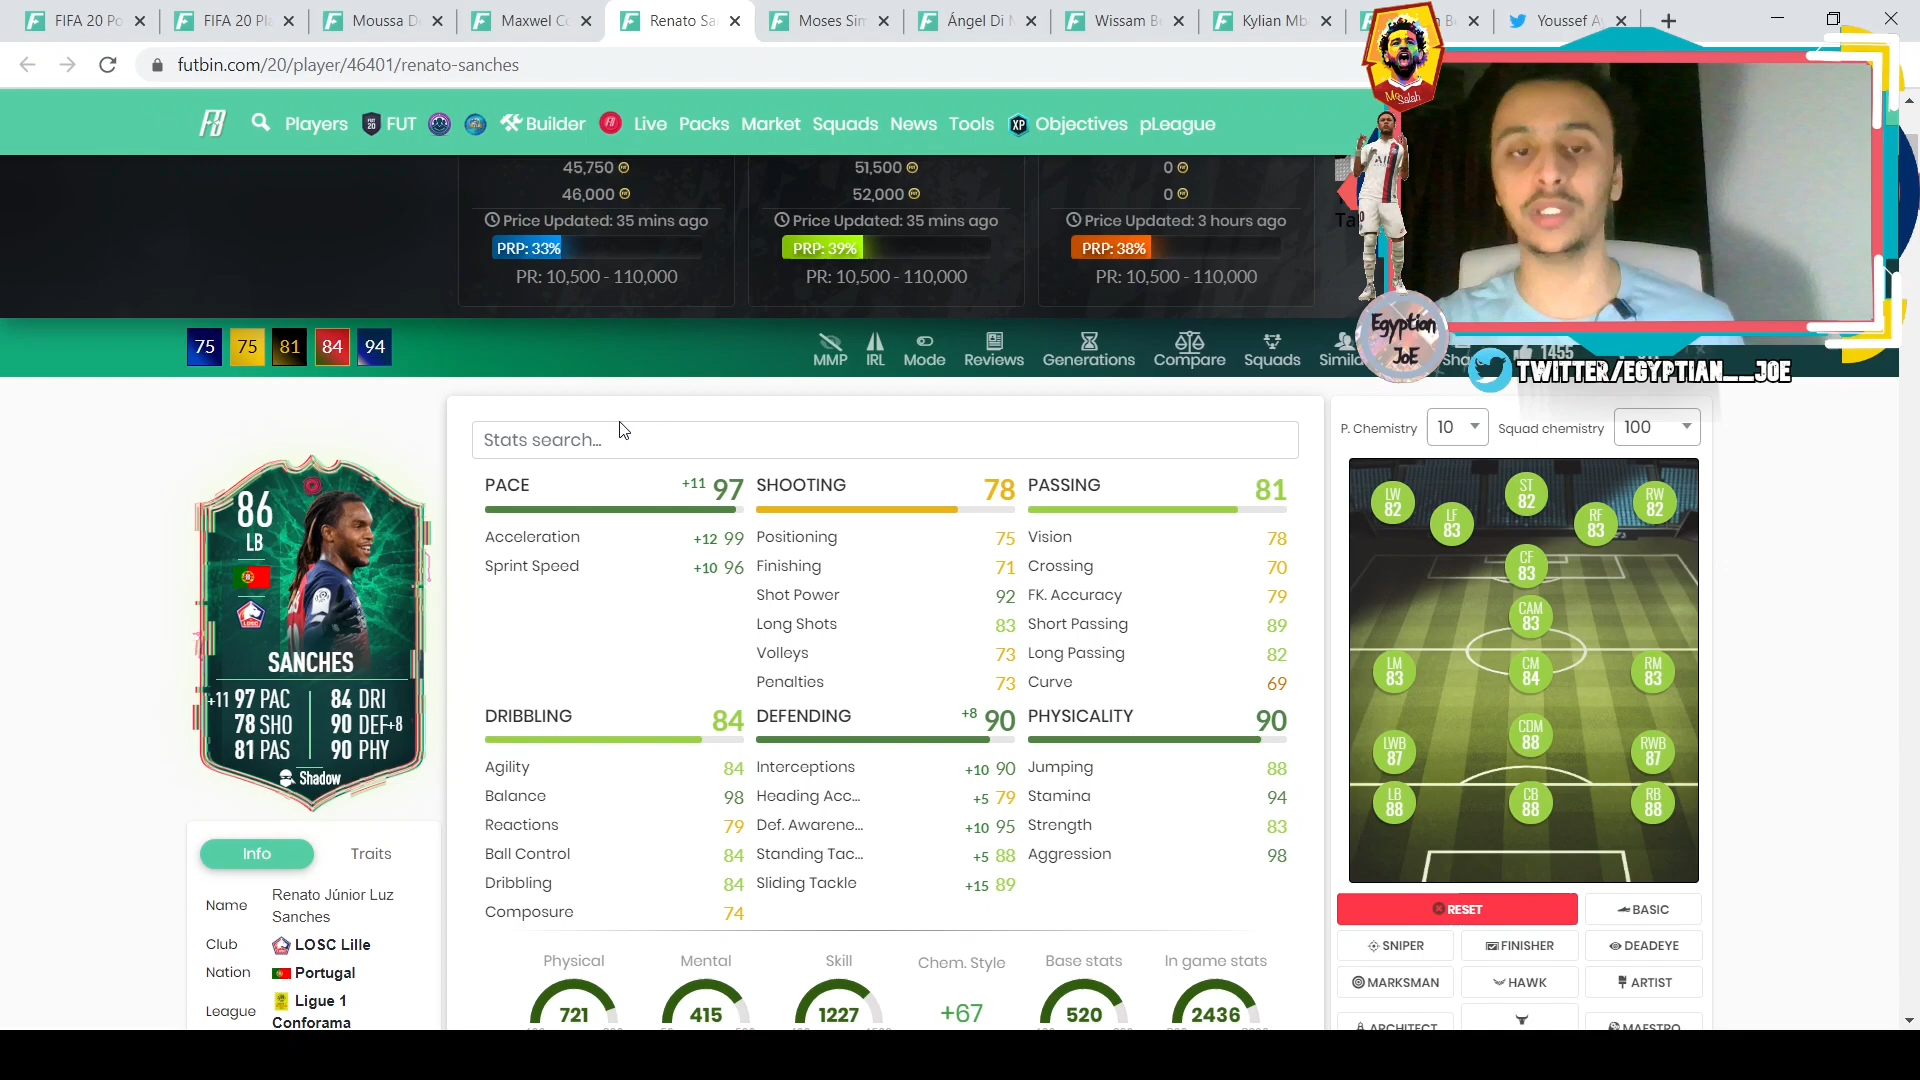 FIFA 20 Po
FIFA 20 Pla
Moussa D
Maxwel Co
Renato Sa
Moses Sim
Ángel Di M
Wissam B
Kylian Mb
Youssef Ay
futbin.com/20/player/46401/renato-sanches
Players FUT Builder Live Packs Market Squads News Tools XP Objectives pLeague
45,750 51,500 0
46,000 52,000 0
Price Updated: 35 mins ago Price Updated: 35 mins ago Price Updated: 3 hours ago
PRP: 33% PRP: 39% PRP: 38%
PR: 10,500 - 110,000 PR: 10,500 - 110,000 PR: 10,500 - 110,000
Mo Salah
Egyptian
JoE
TWITTER/EGYPTIAN__JOE
75 75 81 84 94
MMP IRL Mode Reviews Generations Compare Squads
1455
Stats search...
P. Chemistry 10 Squad chemistry 100
86
LB
SANCHES
+11 97 PAC 84 DRI
78 SHO 90 DEF+8
81 PAS 90 PHY
Shadow
PACE +11 97
Acceleration +12 99
Sprint Speed +10 96
SHOOTING 78
Positioning 75
Finishing 71
Shot Power 92
Long Shots 83
Volleys 73
Penalties 73
PASSING 81
Vision 78
Crossing 70
FK. Accuracy 79
Short Passing 89
Long Passing 82
Curve 69
DRIBBLING 84
Agility 84
Balance 98
Reactions 79
Ball Control 84
Dribbling 84
Composure 74
DEFENDING +8 90
Interceptions +10 90
Heading Acc... +5 79
Def. Awarene... +10 95
Standing Tac... +5 88
Sliding Tackle +15 89
PHYSICALITY 90
Jumping 88
Stamina 94
Strength 83
Aggression 98
Physical Mental Skill Chem. Style Base stats In game stats
721 415 1227 +67 520 2436
Info Traits
Name Renato Júnior Luz
Sanches
Club LOSC Lille
Nation Portugal
League Ligue 1
Conforama
LW 82
ST 82
RW 82
LF 83
RF 83
CF 83
CAM 83
LM 83
CM 84
RM 83
LWB 87
CDM 88
RWB 87
LB 88
CB 88
RB 88
RESET BASIC
SNIPER FINISHER DEADEYE
MARKSMAN HAWK ARTIST
ARCHITECT MAESTRO